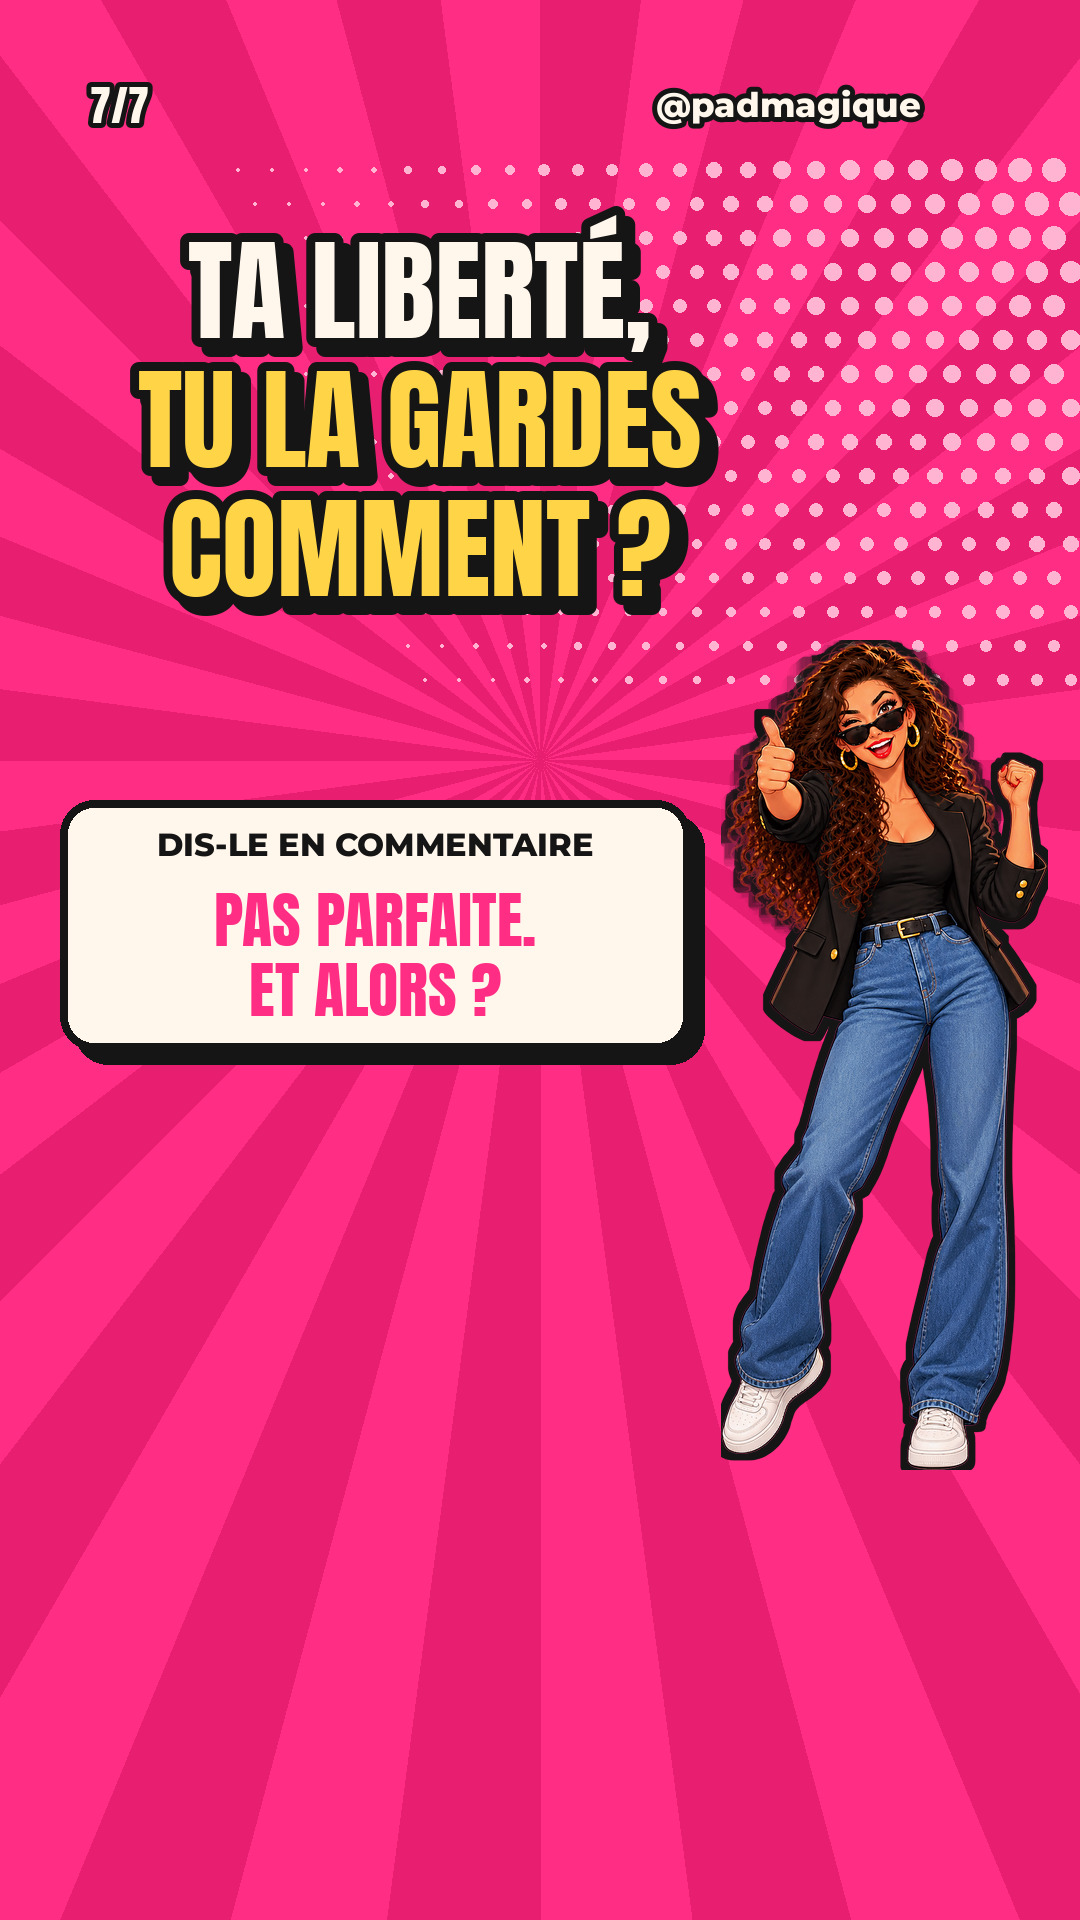 7/7
@padmagique
TA LIBERTÉ,
TU LA GARDES
COMMENT ?
DIS-LE EN COMMENTAIRE
PAS PARFAITE.
ET ALORS ?